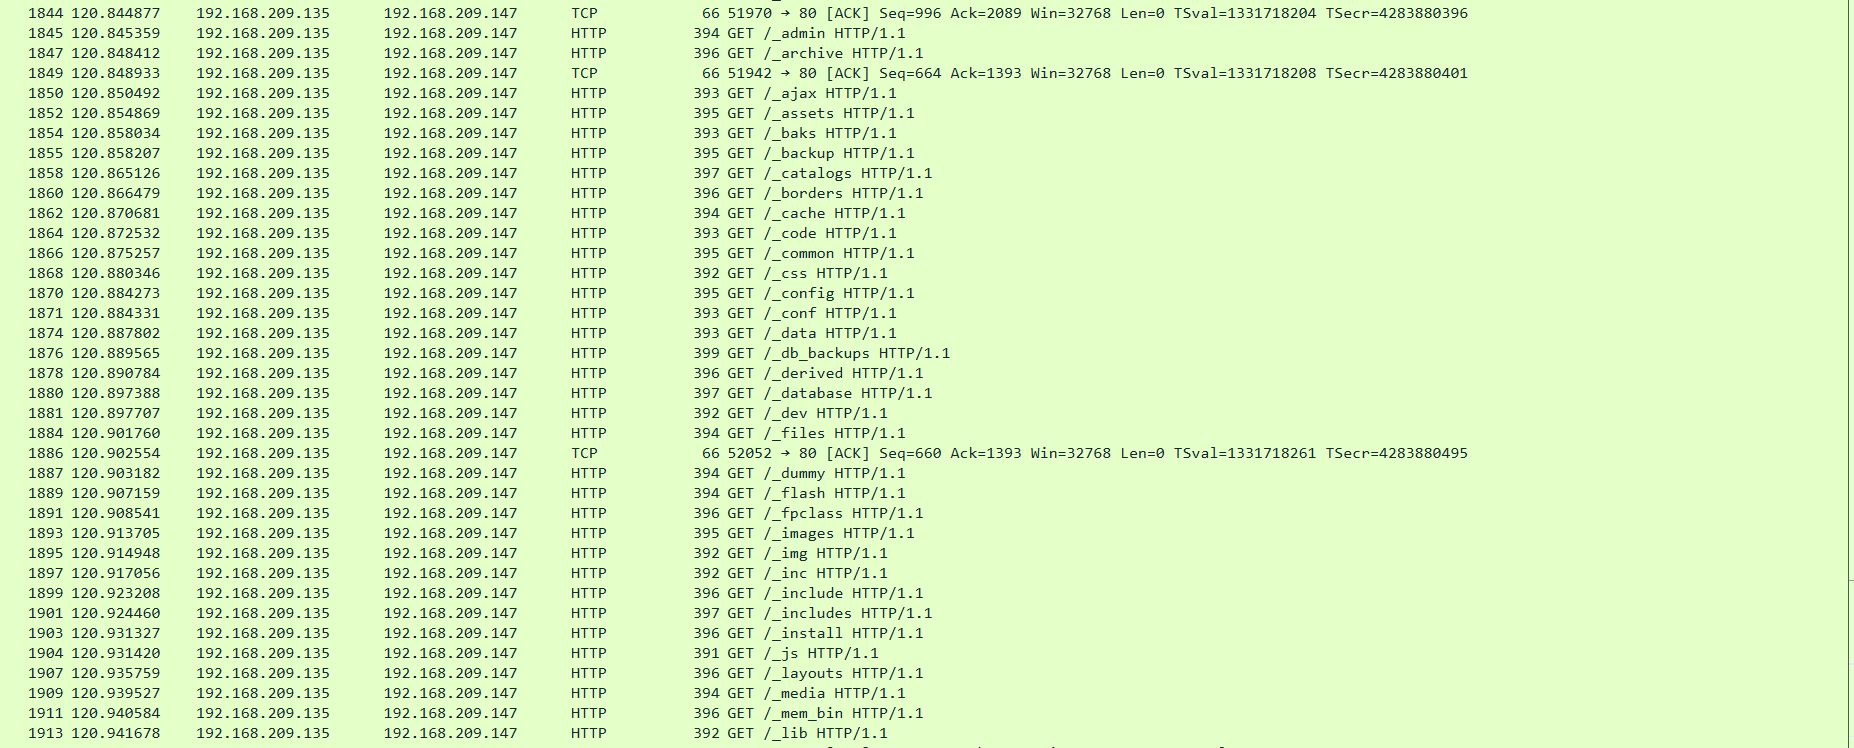 1844 120.844877 192.168.209.135 192.168.209.147 TCP 66 51970 → 80 [ACK] Seq=996 Ack=2089 Win=32768 Len=0 TSval=1331718204 TSecr=4283880396
1845 120.845359 192.168.209.135 192.168.209.147 HTTP 394 GET /_admin HTTP/1.1
1847 120.848412 192.168.209.135 192.168.209.147 HTTP 396 GET /_archive HTTP/1.1
1849 120.848933 192.168.209.135 192.168.209.147 TCP 66 51942 → 80 [ACK] Seq=664 Ack=1393 Win=32768 Len=0 TSval=1331718208 TSecr=4283880401
1850 120.850492 192.168.209.135 192.168.209.147 HTTP 393 GET /_ajax HTTP/1.1
1852 120.854869 192.168.209.135 192.168.209.147 HTTP 395 GET /_assets HTTP/1.1
1854 120.858034 192.168.209.135 192.168.209.147 HTTP 393 GET /_baks HTTP/1.1
1855 120.858207 192.168.209.135 192.168.209.147 HTTP 395 GET /_backup HTTP/1.1
1858 120.865126 192.168.209.135 192.168.209.147 HTTP 397 GET /_catalogs HTTP/1.1
1860 120.866479 192.168.209.135 192.168.209.147 HTTP 396 GET /_borders HTTP/1.1
1862 120.870681 192.168.209.135 192.168.209.147 HTTP 394 GET /_cache HTTP/1.1
1864 120.872532 192.168.209.135 192.168.209.147 HTTP 393 GET /_code HTTP/1.1
1866 120.875257 192.168.209.135 192.168.209.147 HTTP 395 GET /_common HTTP/1.1
1868 120.880346 192.168.209.135 192.168.209.147 HTTP 392 GET /_css HTTP/1.1
1870 120.884273 192.168.209.135 192.168.209.147 HTTP 395 GET /_config HTTP/1.1
1871 120.884331 192.168.209.135 192.168.209.147 HTTP 393 GET /_conf HTTP/1.1
1874 120.887802 192.168.209.135 192.168.209.147 HTTP 393 GET /_data HTTP/1.1
1876 120.889565 192.168.209.135 192.168.209.147 HTTP 399 GET /_db_backups HTTP/1.1
1878 120.890784 192.168.209.135 192.168.209.147 HTTP 396 GET /_derived HTTP/1.1
1880 120.897388 192.168.209.135 192.168.209.147 HTTP 397 GET /_database HTTP/1.1
1881 120.897707 192.168.209.135 192.168.209.147 HTTP 392 GET /_dev HTTP/1.1
1884 120.901760 192.168.209.135 192.168.209.147 HTTP 394 GET /_files HTTP/1.1
1886 120.902554 192.168.209.135 192.168.209.147 TCP 66 52052 → 80 [ACK] Seq=660 Ack=1393 Win=32768 Len=0 TSval=1331718261 TSecr=4283880495
1887 120.903182 192.168.209.135 192.168.209.147 HTTP 394 GET /_dummy HTTP/1.1
1889 120.907159 192.168.209.135 192.168.209.147 HTTP 394 GET /_flash HTTP/1.1
1891 120.908541 192.168.209.135 192.168.209.147 HTTP 396 GET /_fpclass HTTP/1.1
1893 120.913705 192.168.209.135 192.168.209.147 HTTP 395 GET /_images HTTP/1.1
1895 120.914948 192.168.209.135 192.168.209.147 HTTP 392 GET /_img HTTP/1.1
1897 120.917056 192.168.209.135 192.168.209.147 HTTP 392 GET /_inc HTTP/1.1
1899 120.923208 192.168.209.135 192.168.209.147 HTTP 396 GET /_include HTTP/1.1
1901 120.924460 192.168.209.135 192.168.209.147 HTTP 397 GET /_includes HTTP/1.1
1903 120.931327 192.168.209.135 192.168.209.147 HTTP 396 GET /_install HTTP/1.1
1904 120.931420 192.168.209.135 192.168.209.147 HTTP 391 GET /_js HTTP/1.1
1907 120.935759 192.168.209.135 192.168.209.147 HTTP 396 GET /_layouts HTTP/1.1
1909 120.939527 192.168.209.135 192.168.209.147 HTTP 394 GET /_media HTTP/1.1
1911 120.940584 192.168.209.135 192.168.209.147 HTTP 396 GET /_mem_bin HTTP/1.1
1913 120.941678 192.168.209.135 192.168.209.147 HTTP 392 GET /_lib HTTP/1.1